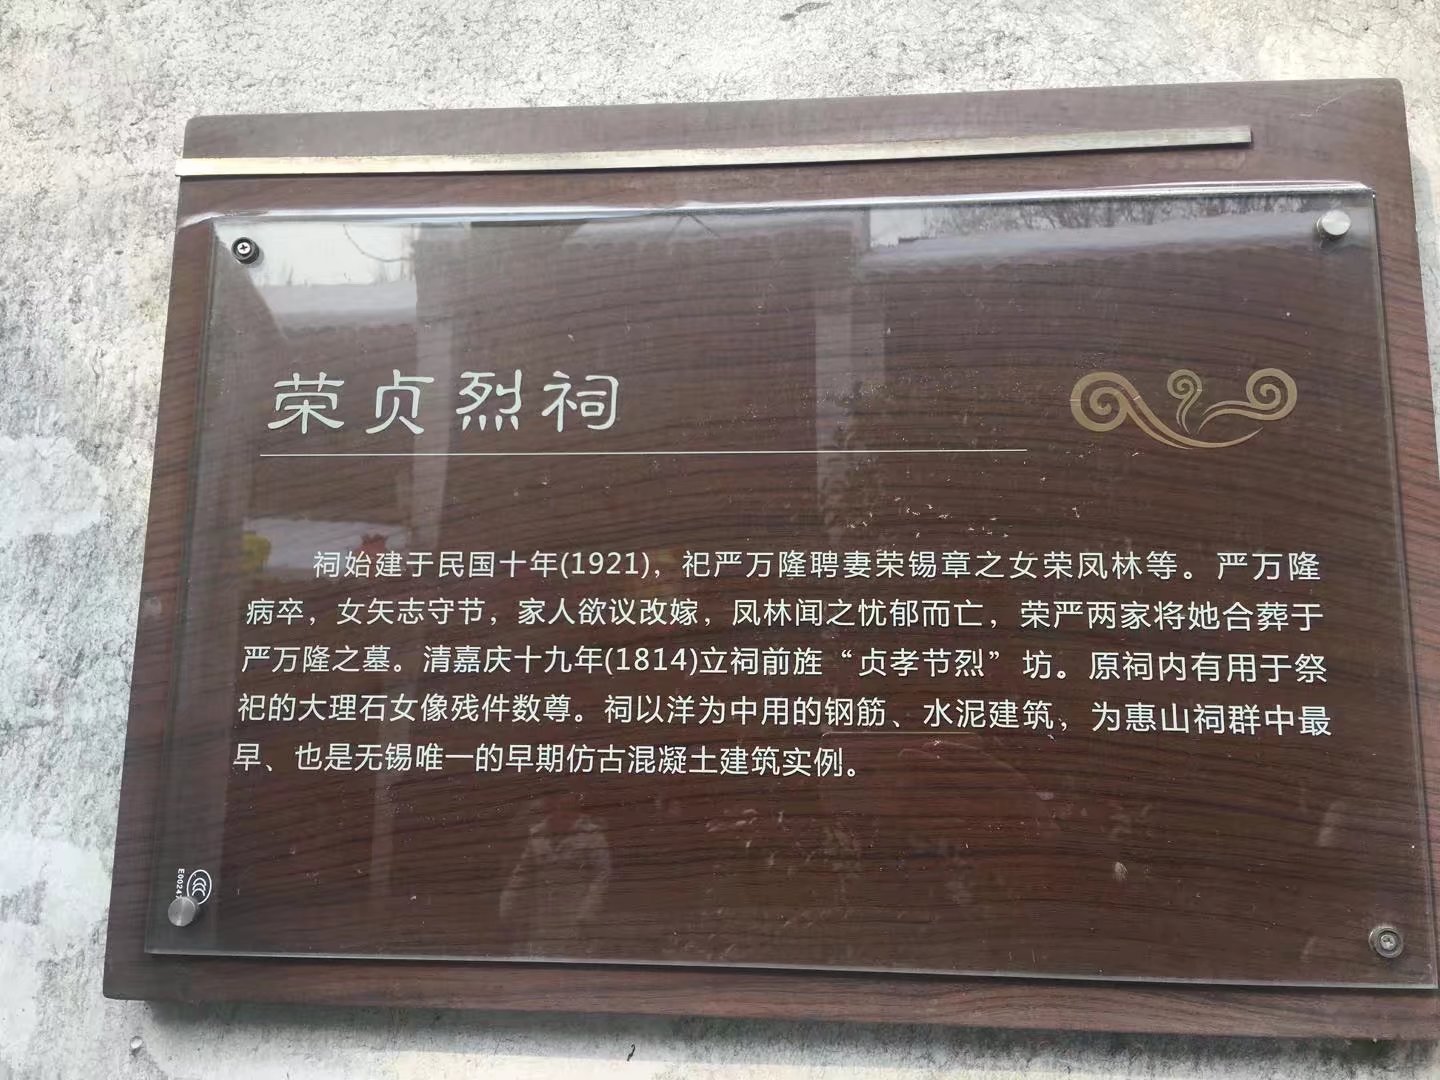 荣贞烈祠
祠始建于民国十年(1921)，祀严万隆聘妻荣锡章之女荣凤林等。严万隆
病卒，女矢志守节，家人欲议改嫁，凤林闻之忧郁而亡，荣严两家将她合葬于
严万隆之墓。清嘉庆十九年(1814)立祠前旌“贞孝节烈”坊。原祠内有用于祭
祀的大理石女像残件数尊。祠以洋为中用的钢筋、水泥建筑，为惠山祠群中最
早、也是无锡唯一的早期仿古混凝土建筑实例。